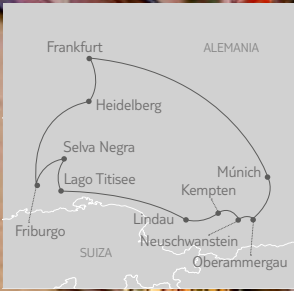 Frankfurt
ALEMANIA
Heidelberg
Selva Negra
Lago Titisee
Múnich
Kempten
Lindau
Friburgo
Neuschwanstein
SUIZA
Oberammergau